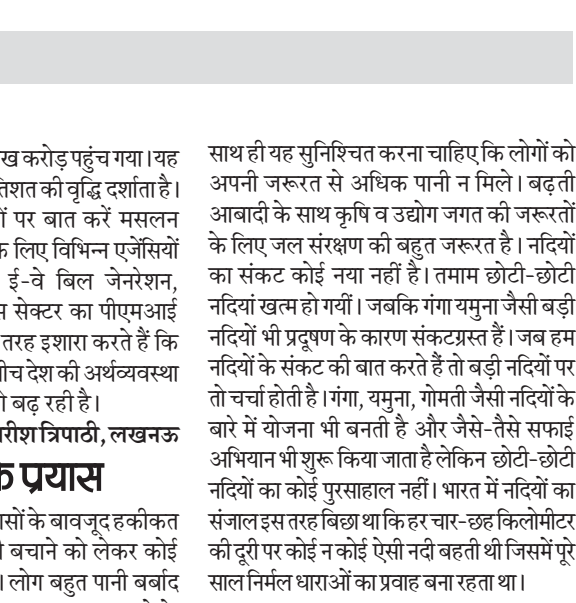 करोड़ पहुंच गया। यह
की वृद्धि दर्शाता है।
पर बात करें मसलन
लिए विभिन्न एजेंसियों
ई-वे बिल जेनरेशन,
सेक्टर का पीएमआई
तरह इशारा करते हैं कि
देश की अर्थव्यवस्था
बढ़ रही है।
त्रिपाठी, लखनऊ
के प्रयास
के बावजूद हकीकत
बचाने को लेकर कोई
। लोग बहुत पानी बर्बाद
साथ ही यह सुनिश्चित करना चाहिए कि लोगों को
अपनी जरूरत से अधिक पानी न मिले। बढ़ती
आबादी के साथ कृषि व उद्योग जगत की जरूरतों
के लिए जल संरक्षण की बहुत जरूरत है। नदियों
का संकट कोई नया नहीं है। तमाम छोटी-छोटी
नदियां खत्म हो गयीं। जबकि गंगा यमुना जैसी बड़ी
नदियों भी प्रदूषण के कारण संकटग्रस्त हैं। जब हम
नदियों के संकट की बात करते हैं तो बड़ी नदियों पर
तो चर्चा होती है। गंगा, यमुना, गोमती जैसी नदियों के
बारे में योजना भी बनती है और जैसे-तैसे सफाई
अभियान भी शुरू किया जाता है लेकिन छोटी-छोटी
नदियों का कोई पुरसाहाल नहीं। भारत में नदियों का
संजाल इस तरह बिछा था कि हर चार-छह किलोमीटर
की दूरी पर कोई न कोई ऐसी नदी बहती थी जिसमें पूरे
साल निर्मल धाराओं का प्रवाह बना रहता था।